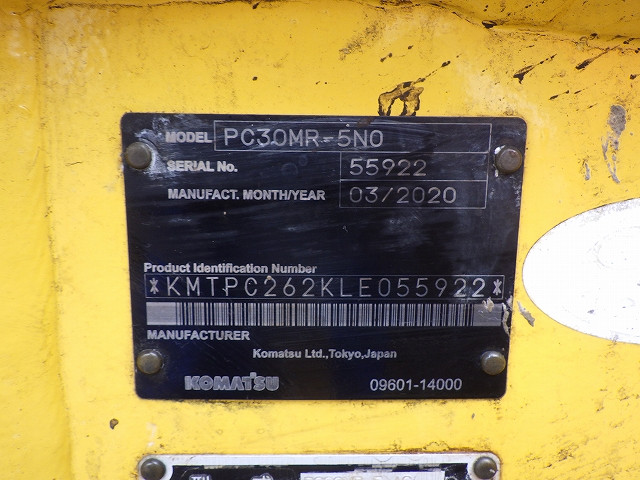 MODEL PC30MR-5N0
SERIAL No. 55922
MANUFACT. MONTH/YEAR 03/2020
Product Identification Number
*KMTPC262KLE055922*
MANUFACTURER
Komatsu Ltd.,Tokyo,Japan
KOMATSU 09601-14000